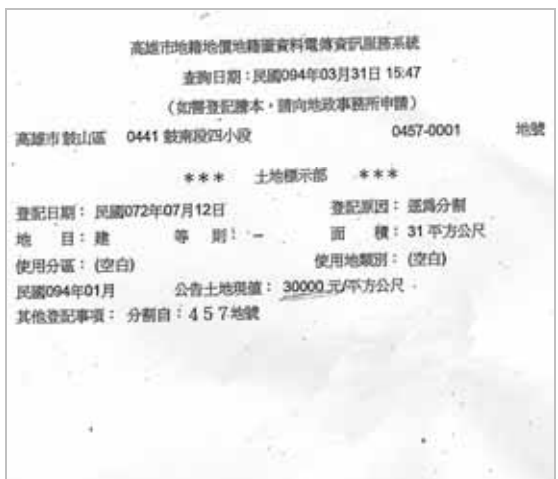 高雄市地籍地價地籍圖資料電傳資訊服務系統
查詢日期：民國094年03月31日 15:47
（如需登記謄本，請向地政事務所申請）
高雄市鼓山區 0441 鼓南段四小段 0457-0001 地號
＊＊＊ 土地標示部 ＊＊＊
登記日期： 民國072年07月12日 登記原因： 逕為分割
地 目：建 等 則：－ 面 積：31 平方公尺
使用分區：(空白) 使用地類別：(空白)
民國094年01月 公告土地現值：30000 元/平方公尺
其他登記事項： 分割自：４５７地號